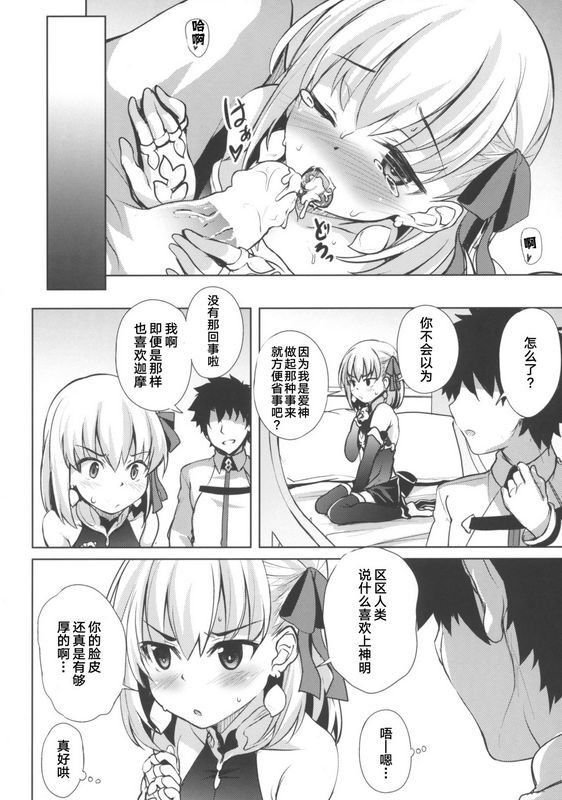 哈啊
はぁっ
啊
どろっ
怎么了？
你不会以为
因为我是爱神
做起那种事来
就方便省事吧？
没有那回事啦
我啊
即便是那样
也喜欢迦摩
区区人类
说什么喜欢上神明
唔—嗯…
你的脸皮
还真是有够
厚的啊…
真好哄